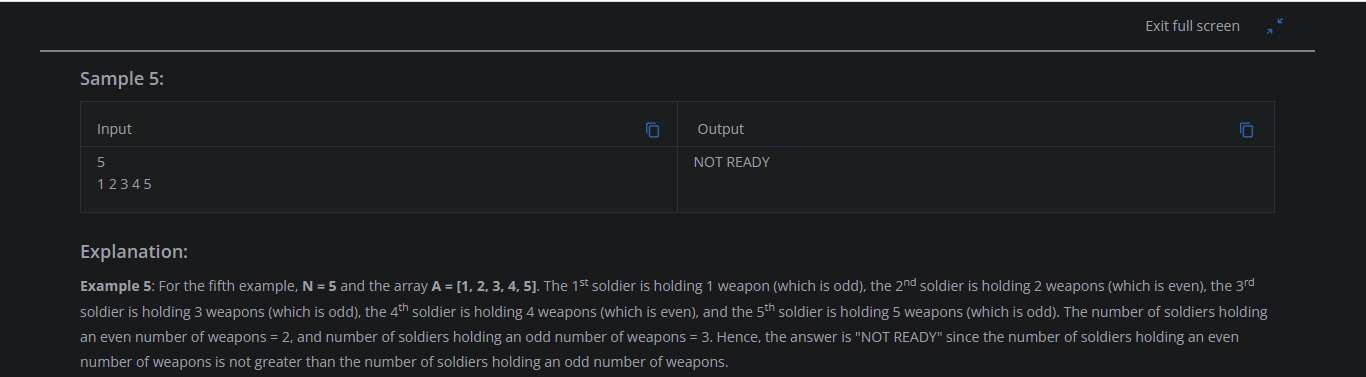 Exit full screen
Sample 5:
Input
Output
5
1 2 3 4 5
NOT READY
Explanation:
Example 5: For the fifth example, N = 5 and the array A = [1, 2, 3, 4, 5]. The 1st soldier is holding 1 weapon (which is odd), the 2nd soldier is holding 2 weapons (which is even), the 3rd
soldier is holding 3 weapons (which is odd), the 4th soldier is holding 4 weapons (which is even), and the 5th soldier is holding 5 weapons (which is odd). The number of soldiers holding
an even number of weapons = 2, and number of soldiers holding an odd number of weapons = 3. Hence, the answer is "NOT READY" since the number of soldiers holding an even
number of weapons is not greater than the number of soldiers holding an odd number of weapons.